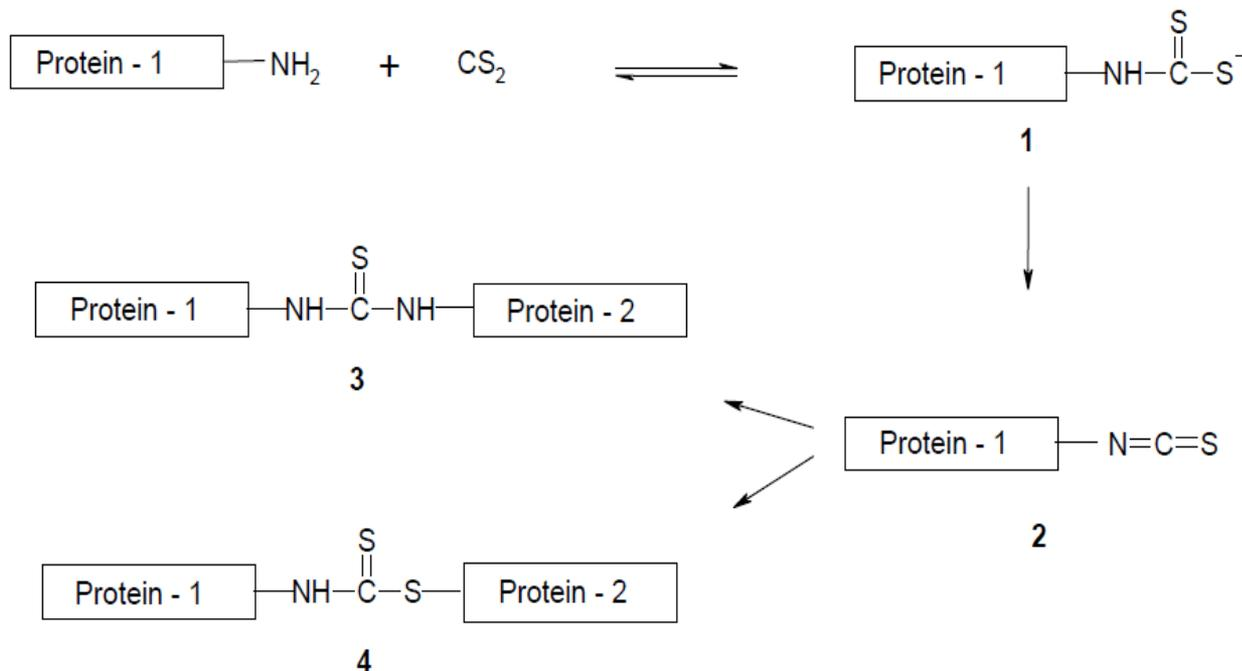 Protein - 1 NH2 + CS2 Protein - 1 NH C S S–
1
Protein - 1 NH C S NH Protein - 2
3
Protein - 1 N=C=S
2
Protein - 1 NH C S S Protein - 2
4